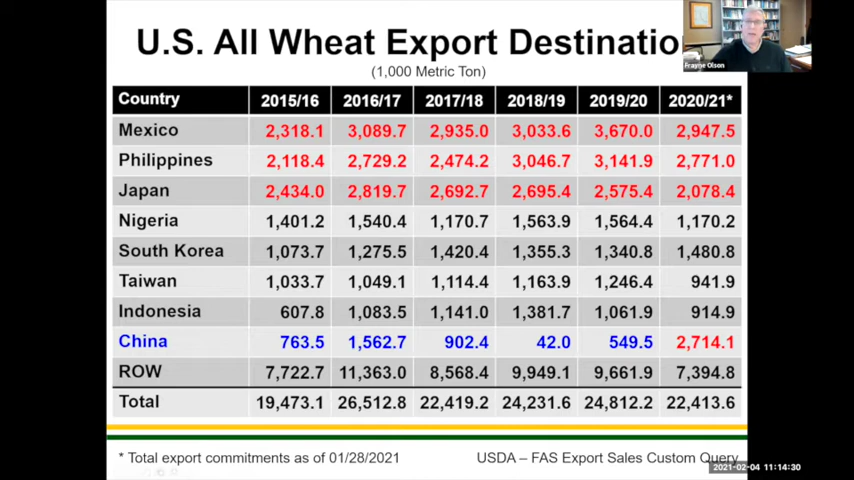 U.S. All Wheat Export Destinatio
Frayne Olson
(1,000 Metric Ton)
Country 2015/16 2016/17 2017/18 2018/19 2019/20 2020/21*
Mexico 2,318.1 3,089.7 2,935.0 3,033.6 3,670.0 2,947.5
Philippines 2,118.4 2,729.2 2,474.2 3,046.7 3,141.9 2,771.0
Japan 2,434.0 2,819.7 2,692.7 2,695.4 2,575.4 2,078.4
Nigeria 1,401.2 1,540.4 1,170.7 1,563.9 1,564.4 1,170.2
South Korea 1,073.7 1,275.5 1,420.4 1,355.3 1,340.8 1,480.8
Taiwan 1,033.7 1,049.1 1,114.4 1,163.9 1,246.4 941.9
Indonesia 607.8 1,083.5 1,141.0 1,381.7 1,061.9 914.9
China 763.5 1,562.7 902.4 42.0 549.5 2,714.1
ROW 7,722.7 11,363.0 8,568.4 9,949.1 9,661.9 7,394.8
Total 19,473.1 26,512.8 22,419.2 24,231.6 24,812.2 22,413.6
* Total export commitments as of 01/28/2021 USDA – FAS Export Sales Custom Query
2021-02-04 11:14:30